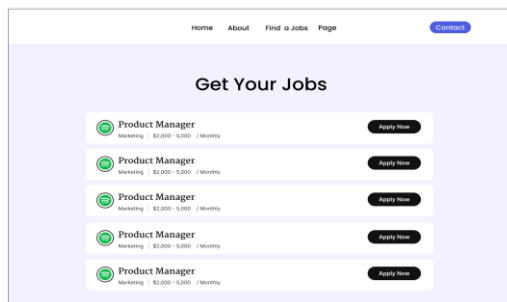 Home About Find a Jobs Page Contact
Get Your Jobs
Product Manager
Marketing $2,000 - 5,000 / Monthly
Apply Now
Product Manager
Marketing $2,000 - 5,000 / Monthly
Apply Now
Product Manager
Marketing $2,000 - 5,000 / Monthly
Apply Now
Product Manager
Marketing $2,000 - 5,000 / Monthly
Apply Now
Product Manager
Marketing $2,000 - 5,000 / Monthly
Apply Now